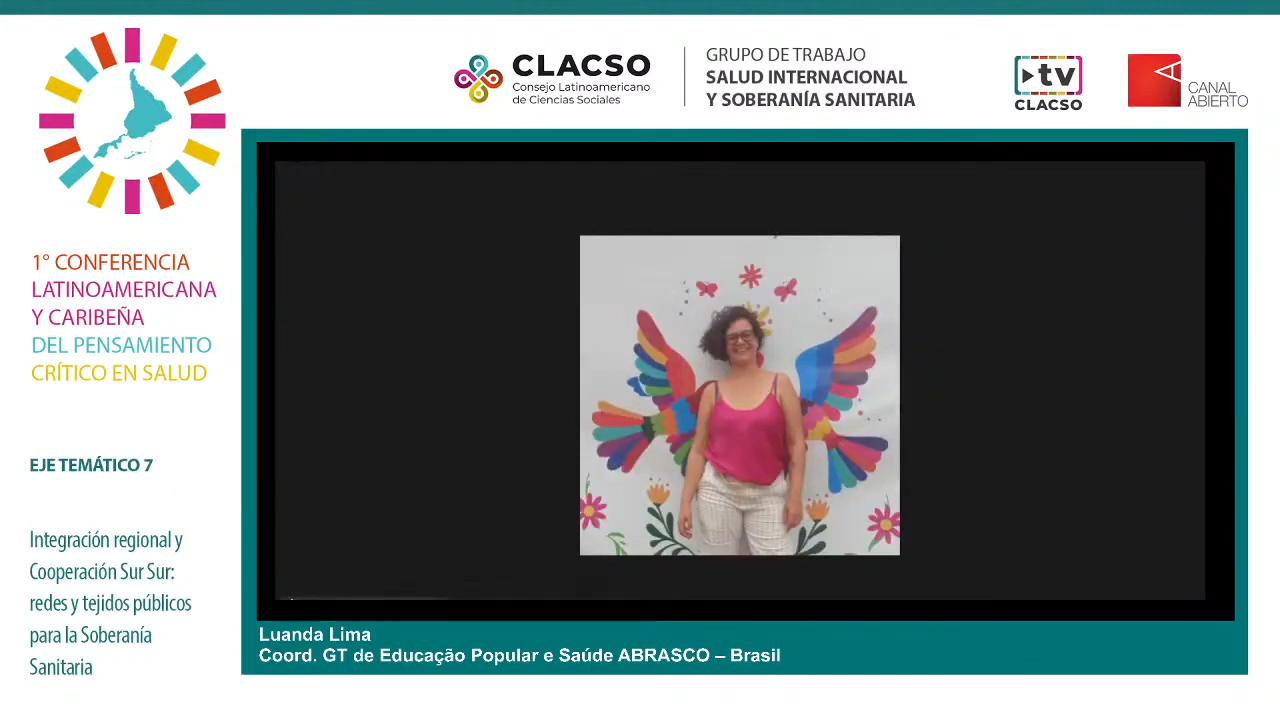 CLACSO
Consejo Latinoamericano
de Ciencias Sociales
GRUPO DE TRABAJO
SALUD INTERNACIONAL
Y SOBERANÍA SANITARIA
tv
CLACSO
CANAL
ABIERTO
1° CONFERENCIA
LATINOAMERICANA
Y CARIBEÑA
DEL PENSAMIENTO
CRÍTICO EN SALUD
EJE TEMÁTICO 7
Integración regional y
Cooperación Sur Sur:
redes y tejidos públicos
para la Soberanía
Sanitaria
Luanda Lima
Coord. GT de Educação Popular e Saúde ABRASCO – Brasil